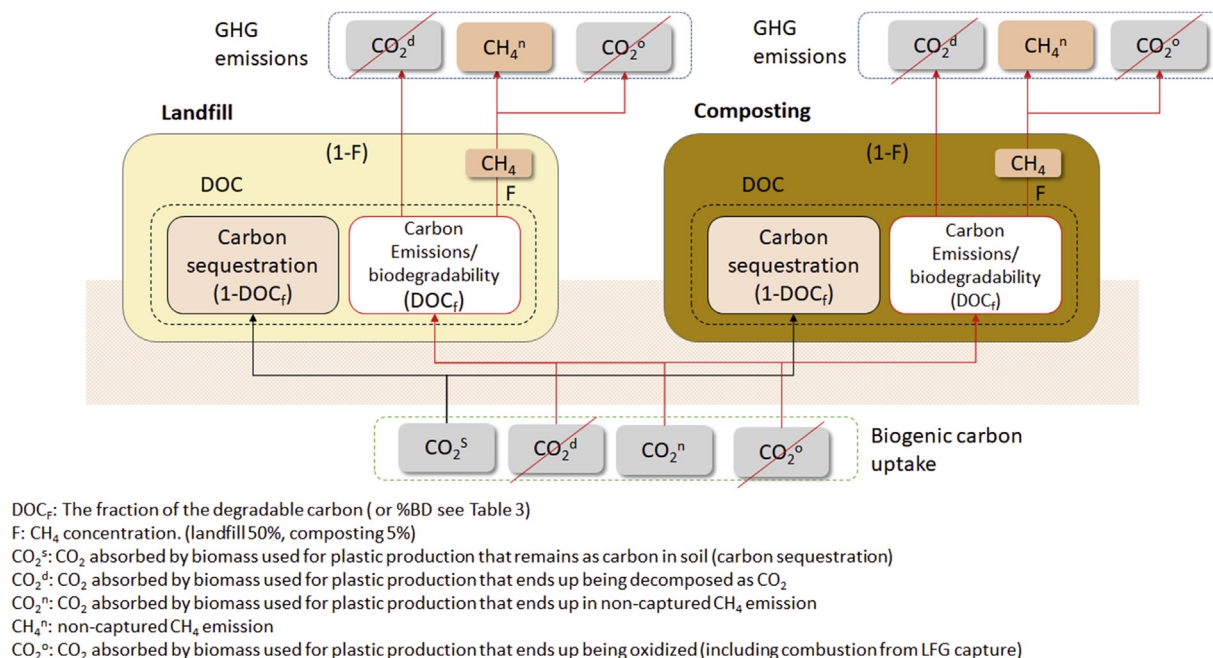 GHG
emissions
CO₂ᵈ
CH₄ⁿ
CO₂ᵒ
GHG
emissions
CO₂ᵈ
CH₄ⁿ
CO₂ᵒ
Landfill
Composting
(1-F)
CH₄
DOC
F
(1-F)
CH₄
DOC
F
Carbon
sequestration
(1-DOCf)
Carbon
Emissions/
biodegradability
(DOCf)
Carbon
sequestration
(1-DOCf)
Carbon
Emissions/
biodegradability
(DOCf)
CO₂ˢ
CO₂ᵈ
CO₂ⁿ
CO₂ᵒ
Biogenic carbon
uptake
DOCF: The fraction of the degradable carbon ( or %BD see Table 3)
F: CH₄ concentration. (landfill 50%, composting 5%)
CO₂ˢ: CO₂ absorbed by biomass used for plastic production that remains as carbon in soil (carbon sequestration)
CO₂ᵈ: CO₂ absorbed by biomass used for plastic production that ends up being decomposed as CO₂
CO₂ⁿ: CO₂ absorbed by biomass used for plastic production that ends up in non-captured CH₄ emission
CH₄ⁿ: non-captured CH₄ emission
CO₂ᵒ: CO₂ absorbed by biomass used for plastic production that ends up being oxidized (including combustion from LFG capture)